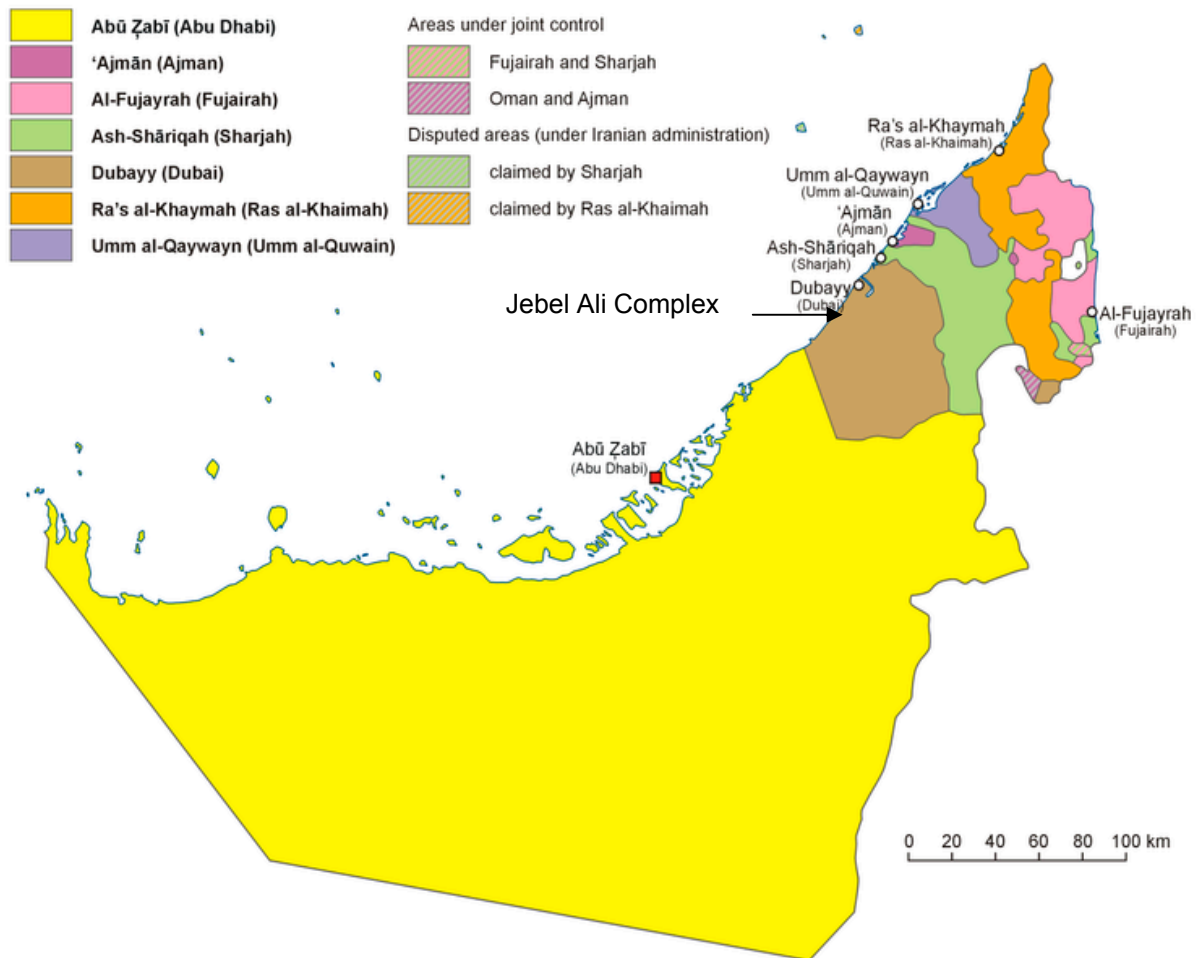 Abū Z̧abī (Abu Dhabi)
‘Ajmān (Ajman)
Al-Fujayrah (Fujairah)
Ash-Shāriqah (Sharjah)
Dubayy (Dubai)
Ra's al-Khaymah (Ras al-Khaimah)
Umm al-Qaywayn (Umm al-Quwain)
Areas under joint control
Fujairah and Sharjah
Oman and Ajman
Disputed areas (under Iranian administration)
claimed by Sharjah
claimed by Ras al-Khaimah
Ra's al-Khaymah
(Ras al-Khaimah)
Umm al-Qaywayn
(Umm al-Quwain)
‘Ajmān
(Ajman)
Ash-Shāriqah
(Sharjah)
Dubayy
(Dubai)
Jebel Ali Complex
Al-Fujayrah
(Fujairah)
Abū Z̧abī
(Abu Dhabi)
0 20 40 60 80 100 km